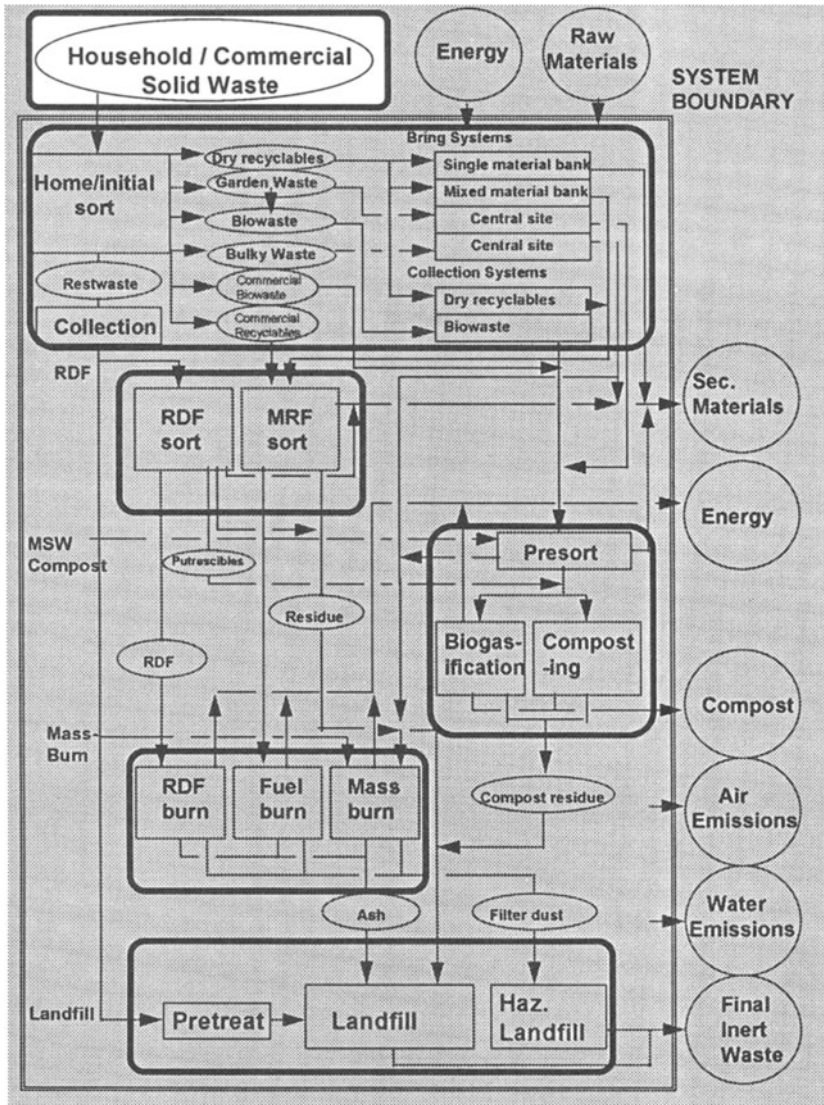 Household / Commercial
Solid Waste
Energy
Raw
Materials
SYSTEM
BOUNDARY
Home/initial
sort
Restwaste
Collection
Dry recyclables
Garden Waste
Biowaste
Bulky Waste
Commercial
Biowaste
Commercial
Recyclables
Bring Systems
Single material bank
Mixed material bank
Central site
Central site
Collection Systems
Dry recyclables
Biowaste
RDF
RDF
sort
MRF
sort
Sec.
Materials
Energy
MSW
Compost
Putrescibles
Presort
Residue
RDF
Biogas-
ification
Compost
-ing
Compost
Mass-
Burn
RDF
burn
Fuel
burn
Mass
burn
Compost residue
Air
Emissions
Ash
Filter dust
Water
Emissions
Landfill
Pretreat
Landfill
Haz.
Landfill
Final
Inert
Waste